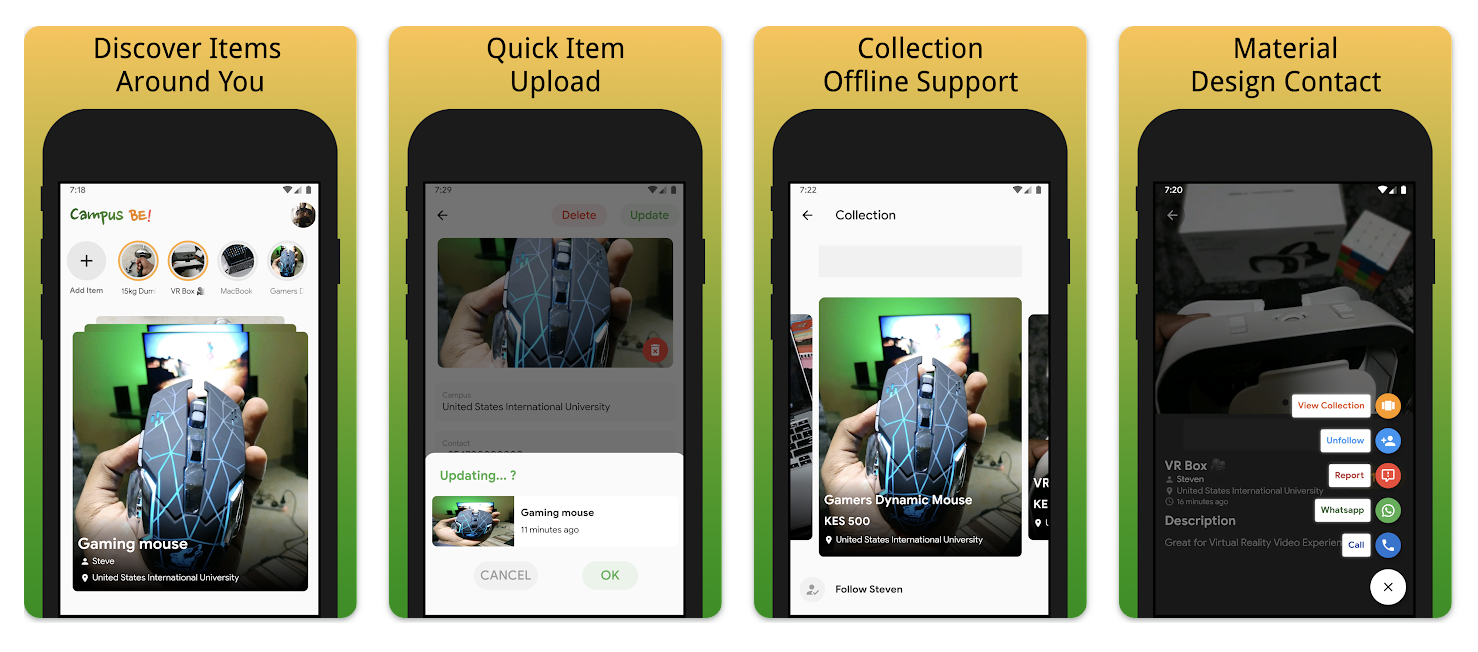 Discover Items
Around You
7:18
Campus BE!
Add Item
15kg Dum
VR Box
MacBook
Gamers D
Gaming mouse
Steve
United States International University
Quick Item
Upload
7:29
Delete
Update
Campus
United States International University
Contact
Updating... ?
Gaming mouse
11 minutes ago
CANCEL
OK
Collection
Offline Support
7:22
Collection
Gamers Dynamic Mouse
KES 500
United States International University
VR
KE
Follow Steven
Material
Design Contact
7:20
View Collection
Unfollow
Report
Whatsapp
Call
VR Box
Steven
United States International University
16 minutes ago
Description
Great for Virtual Reality Video Experien